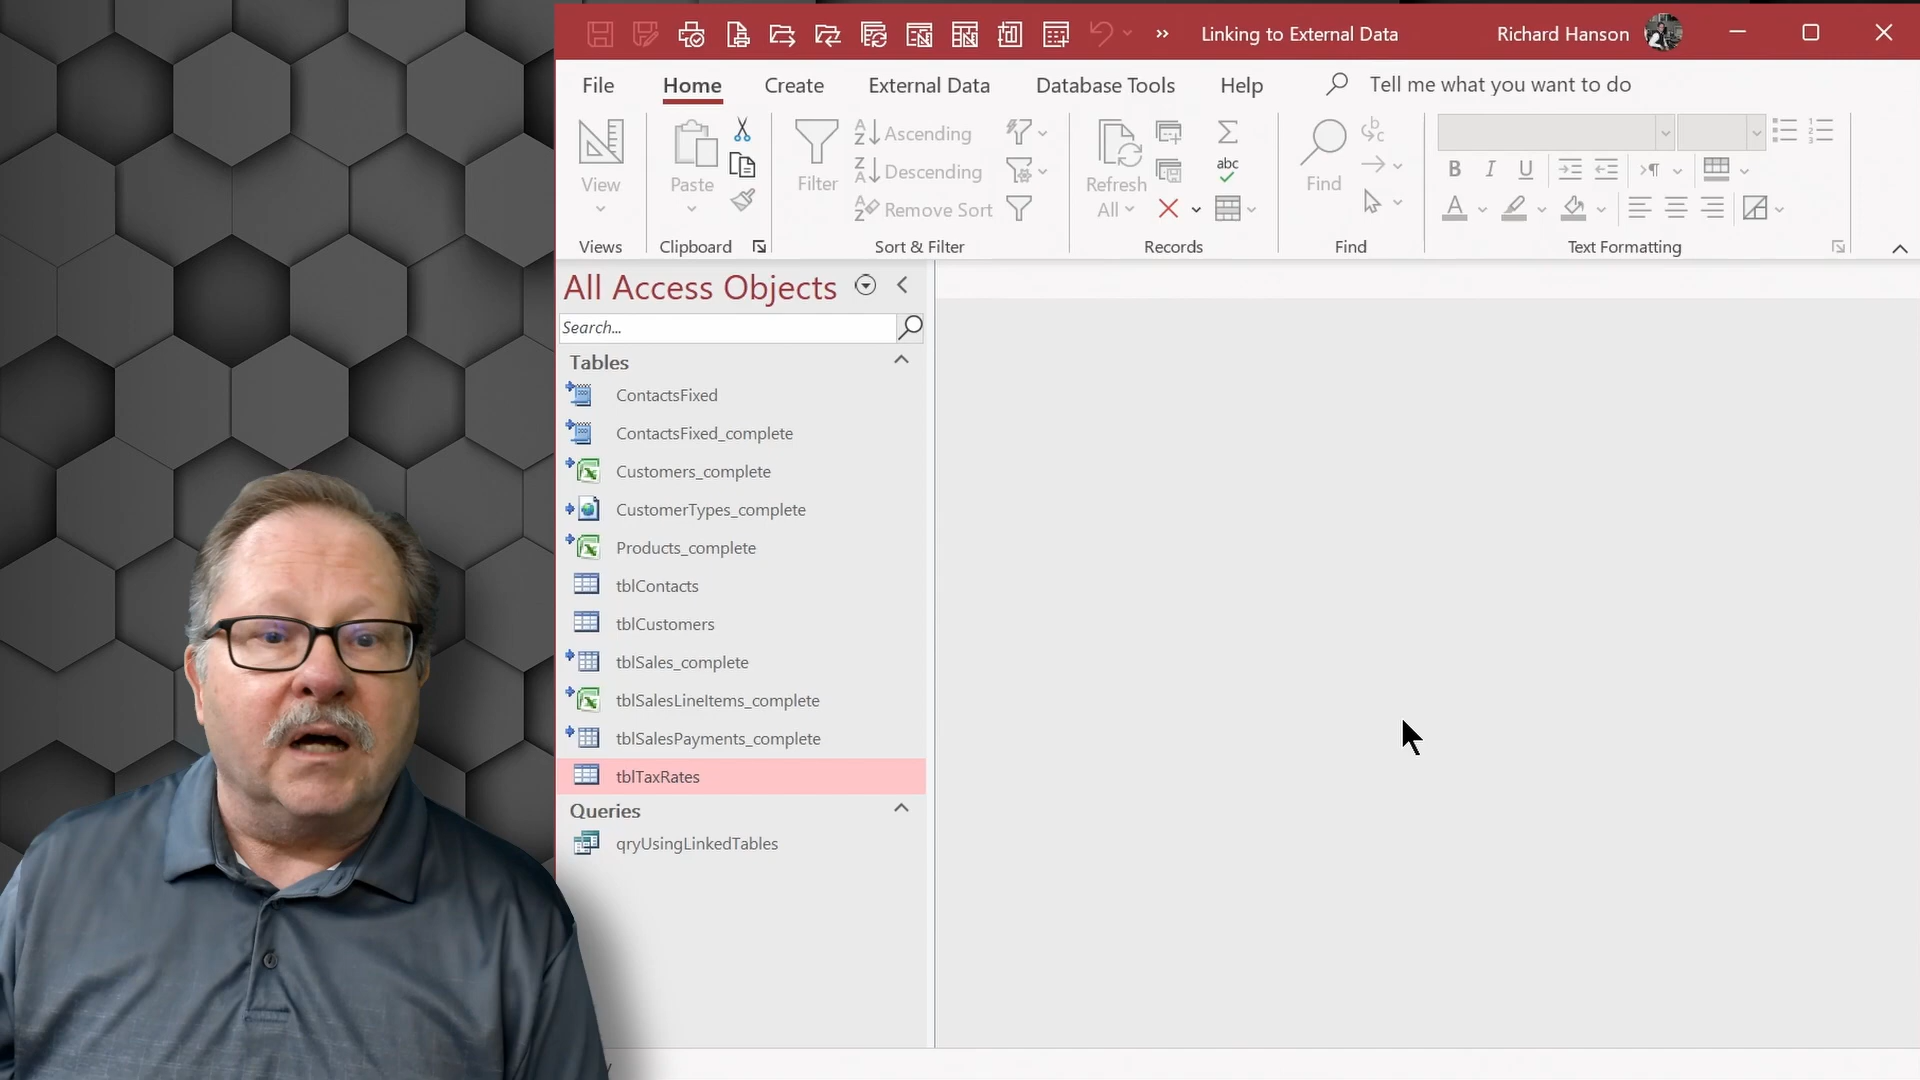 Linking to External Data
Richard Hanson
File Home Create External Data Database Tools Help Tell me what you want to do
View
Paste
Filter
Ascending
Descending
Remove Sort
Refresh
All
abc
Find
B I U
A
Views
Clipboard
Sort & Filter
Records
Find
Text Formatting
All Access Objects
Search...
Tables
ContactsFixed
ContactsFixed_complete
Customers_complete
CustomerTypes_complete
Products_complete
tblContacts
tblCustomers
tblSales_complete
tblSalesLineItems_complete
tblSalesPayments_complete
tblTaxRates
Queries
qryUsingLinkedTables